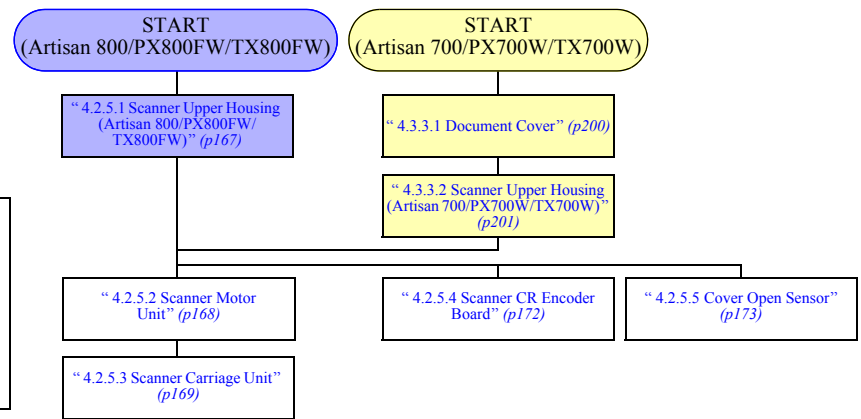 START
(Artisan 800/PX800FW/TX800FW)
START
(Artisan 700/PX700W/TX700W)
“ 4.2.5.1 Scanner Upper Housing
(Artisan 800/PX800FW/
TX800FW)” (p167)
“ 4.3.3.1 Document Cover” (p200)
“ 4.3.3.2 Scanner Upper Housing
(Artisan 700/PX700W/TX700W)”
(p201)
“ 4.2.5.2 Scanner Motor
Unit” (p168)
“ 4.2.5.4 Scanner CR Encoder
Board” (p172)
“ 4.2.5.5 Cover Open Sensor”
(p173)
“ 4.2.5.3 Scanner Carriage Unit”
(p169)